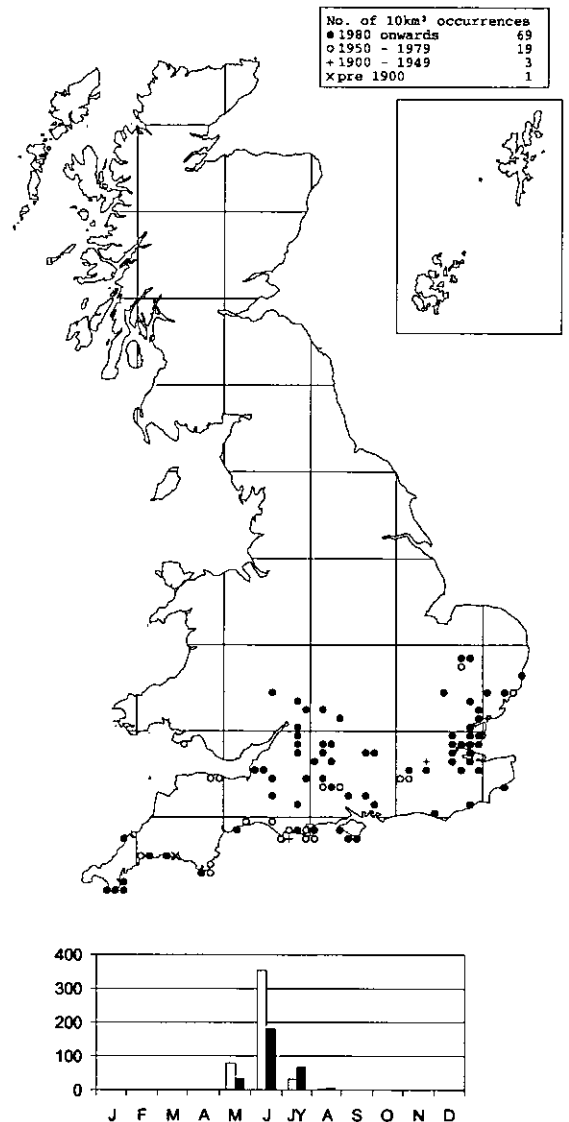 No. of 10km² occurrences
● 1980 onwards 69
○ 1950 - 1979 19
+ 1900 - 1949 3
× pre 1900 1
400
300
200
100
0
J F M A M J JY A S O N D